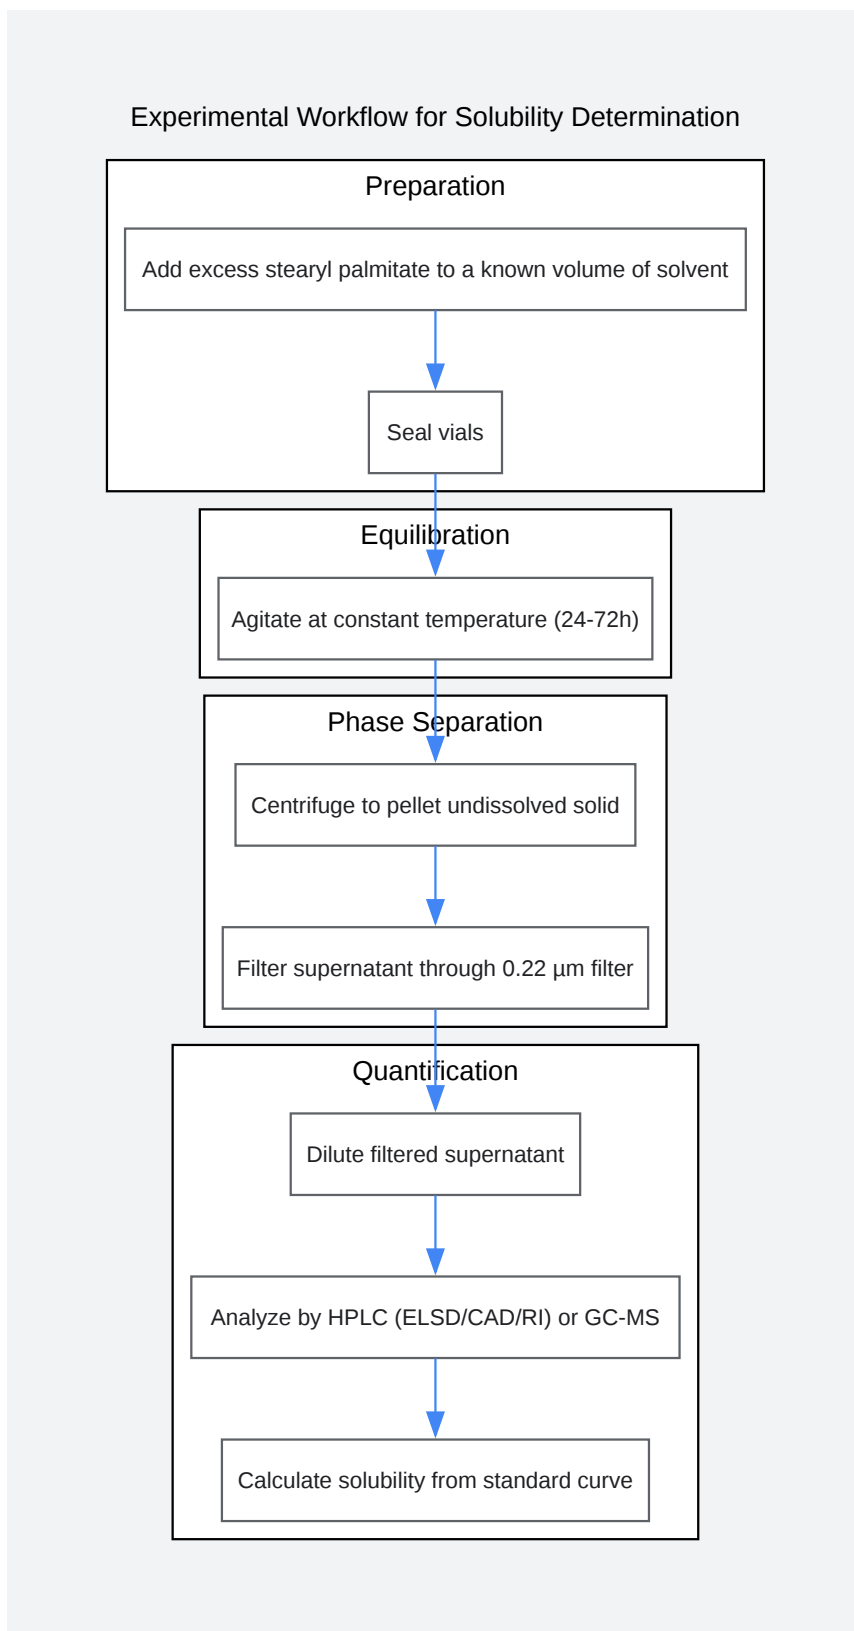 Experimental Workflow for Solubility Determination
Preparation
Add excess stearyl palmitate to a known volume of solvent
Seal vials
Equilibration
Agitate at constant temperature (24-72h)
Phase Separation
Centrifuge to pellet undissolved solid
Filter supernatant through 0.22 µm filter
Quantification
Dilute filtered supernatant
Analyze by HPLC (ELSD/CAD/RI) or GC-MS
Calculate solubility from standard curve